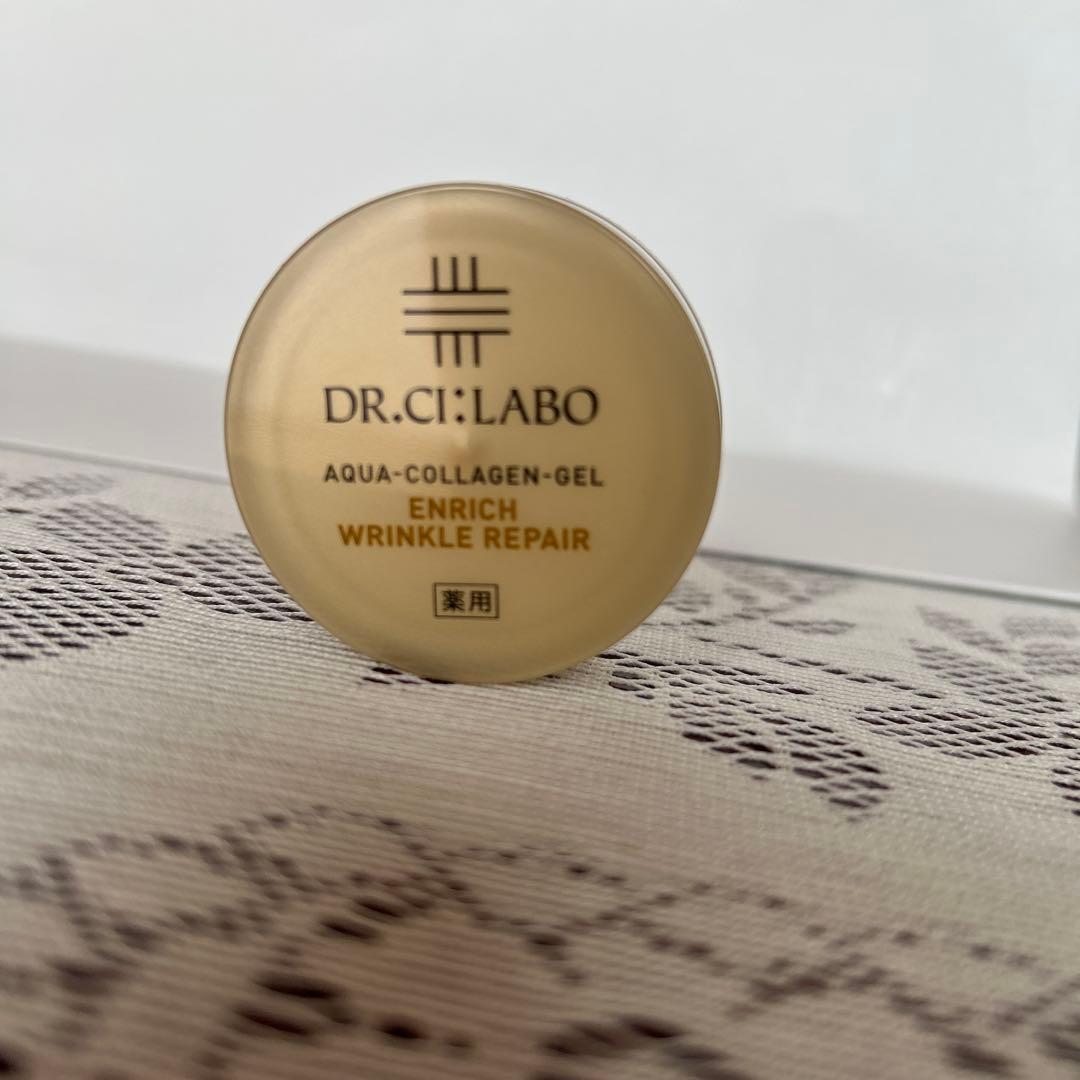 DR.CI:LABO
AQUA-COLLAGEN-GEL
ENRICH
WRINKLE REPAIR
薬用